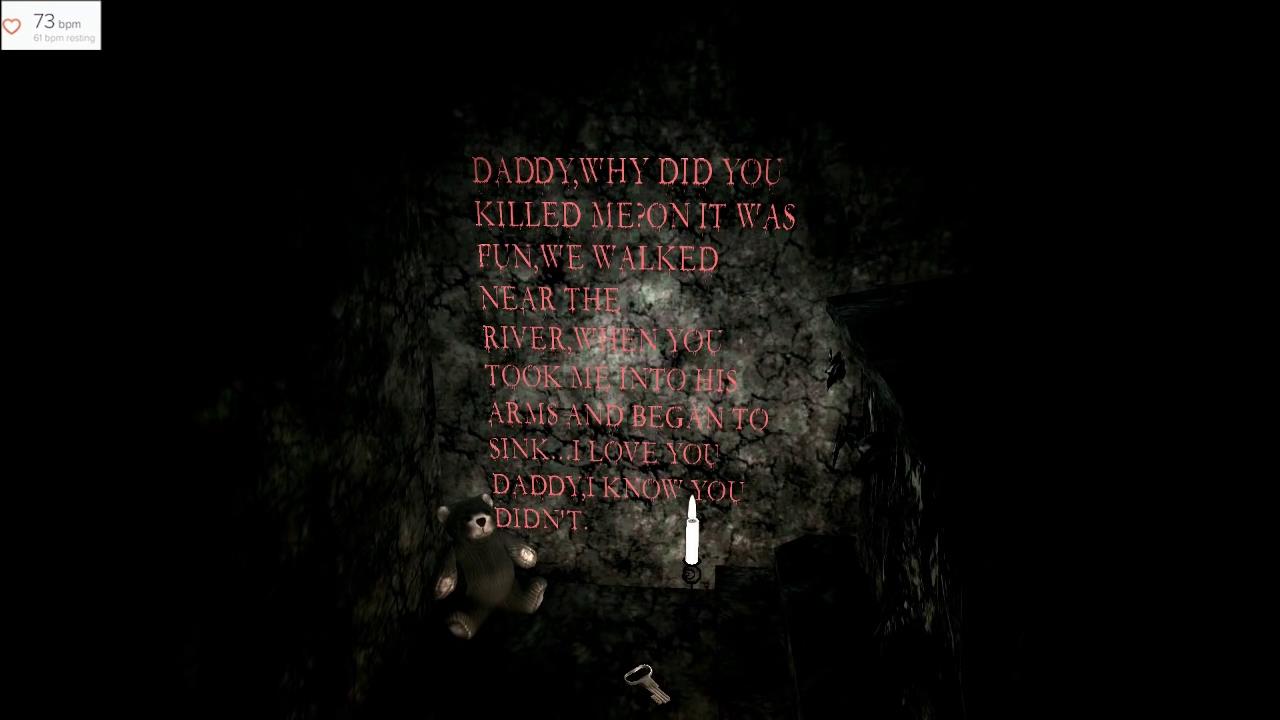 73 bpm
61 bpm resting
DADDY,WHY DID YOU
KILLED ME?ON IT WAS
FUN,WE WALKED
NEAR THE
RIVER,WHEN YOU
TOOK ME INTO HIS
ARMS AND BEGAN TO
SINK...I LOVE YOU
DADDY,I KNOW YOU
DIDN'T.